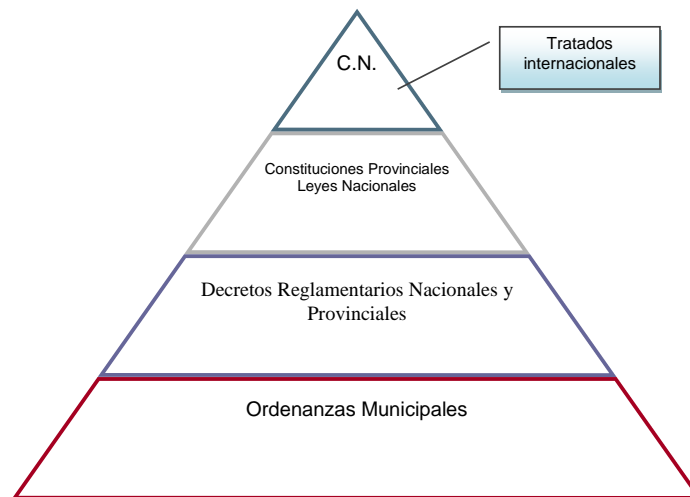 C.N.
Tratados
internacionales
Constituciones Provinciales
Leyes Nacionales
Decretos Reglamentarios Nacionales y
Provinciales
Ordenanzas Municipales